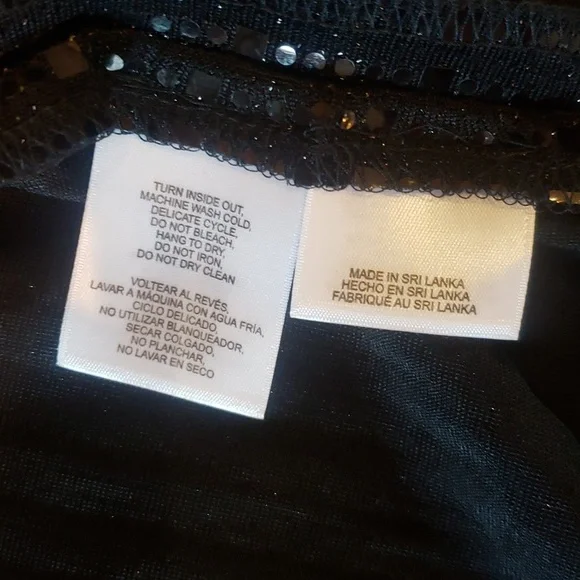 TURN INSIDE OUT,
MACHINE WASH COLD,
DELICATE CYCLE.
DO NOT BLEACH,
HANG TO DRY,
DO NOT IRON,
DO NOT DRY CLEAN
VOLTEAR AL REVÉS,
LAVAR A MÁQUINA CON AGUA FRÍA,
CICLO DELICADO,
NO UTILIZAR BLANQUEADOR,
SECAR COLGADO,
NO PLANCHAR,
NO LAVAR EN SECO
MADE IN SRI LANKA
HECHO EN SRI LANKA
FABRIQUÉ AU SRI LANKA